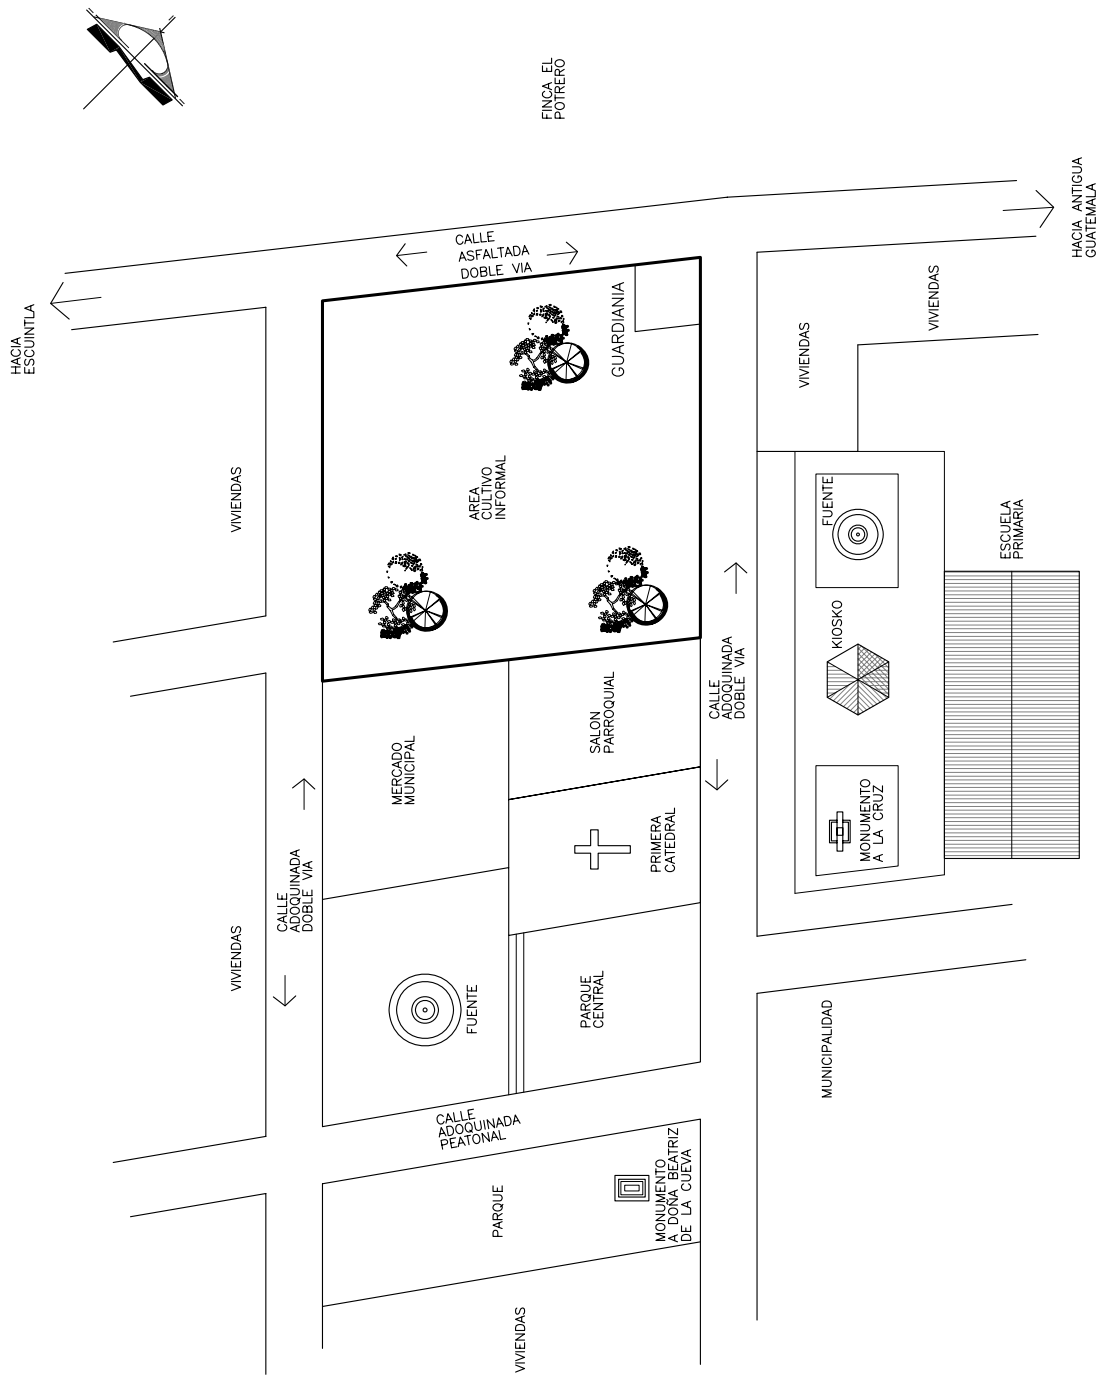 HACIA
ESCUINTLA
FINCA EL
POTRERO
HACIA ANTIGUA
GUATEMALA
CALLE
ASFALTADA
DOBLE VIA
GUARDIANIA
VIVIENDAS
VIVIENDAS
VIVIENDAS
AREA
CULTIVO
INFORMAL
FUENTE
ESCUELA
PRIMARIA
KIOSKO
CALLE
ADOQUINADA
DOBLE VIA
SALON
PARROQUIAL
MERCADO
MUNICIPAL
MONUMENTO
A LA CRUZ
PRIMERA
CATEDRAL
CALLE
ADOQUINADA
DOBLE VIA
VIVIENDAS
FUENTE
PARQUE
CENTRAL
MUNICIPALIDAD
CALLE
ADOQUINADA
PEATONAL
PARQUE
MONUMENTO
A DOÑA BEATRIZ
DE LA CUEVA
VIVIENDAS